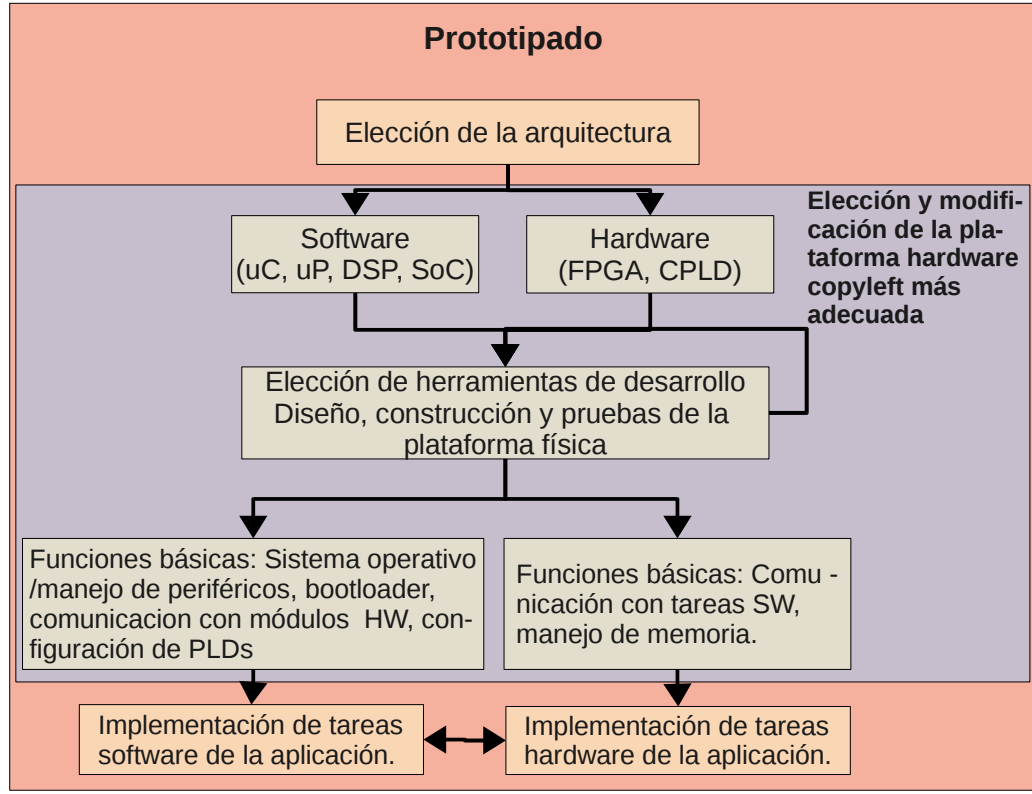 Prototipado
Elección de la arquitectura
Software
(uC, uP, DSP, SoC)
Hardware
(FPGA, CPLD)
Elección y modifi-
cación de la pla-
taforma hardware
copyleft más
adecuada
Elección de herramientas de desarrollo
Diseño, construcción y pruebas de la
plataforma física
Funciones básicas: Sistema operativo
/manejo de periféricos, bootloader,
comunicacion con módulos HW, con-
figuración de PLDs
Funciones básicas: Comu -
nicación con tareas SW,
manejo de memoria.
Implementación de tareas
software de la aplicación.
Implementación de tareas
hardware de la aplicación.